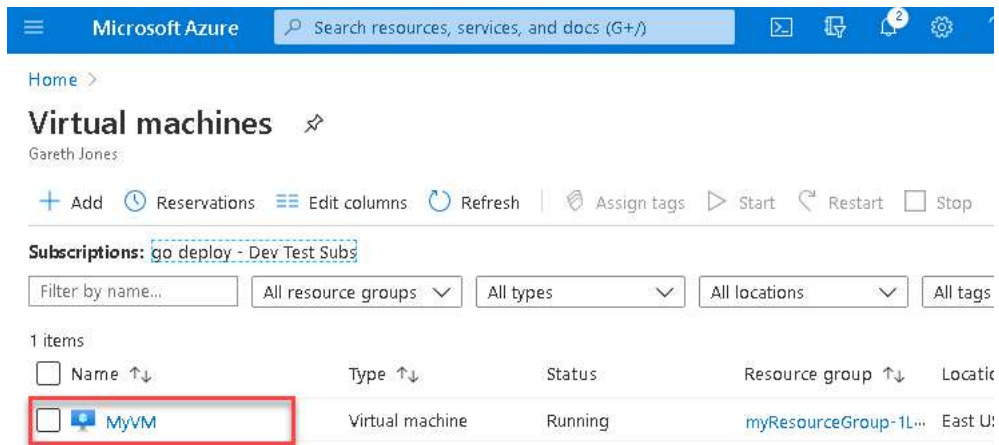 Microsoft Azure Search resources, services, and docs (G+/) 2
Home >
Virtual machines
Gareth Jones
+ Add Reservations Edit columns Refresh Assign tags Start Restart Stop
Subscriptions: go deploy - Dev Test Subs
Filter by name... All resource groups All types All locations All tags
1 items
Name ↑↓ Type ↑↓ Status Resource group ↑↓
MyVM Virtual machine Running myResourceGroup-1L... East